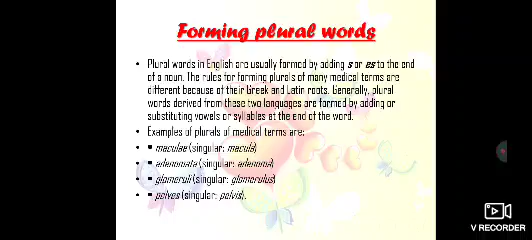 Forming plural words
• Plural words in English are usually formed by adding s or es to the end
of a noun. The rules for forming plurals of many medical terms are
different because of their Greek and Latin roots. Generally, plural
words derived from these two languages are formed by adding or
substituting vowels or syllables at the end of the word.
• Examples of plurals of medical terms are:
• ▪ maculae (singular: macula)
• ▪ adenomata (singular: adenoma)
• ▪ glomeruli (singular: glomerulus)
• ▪ pelves (singular: pelvis).
V RECORDER